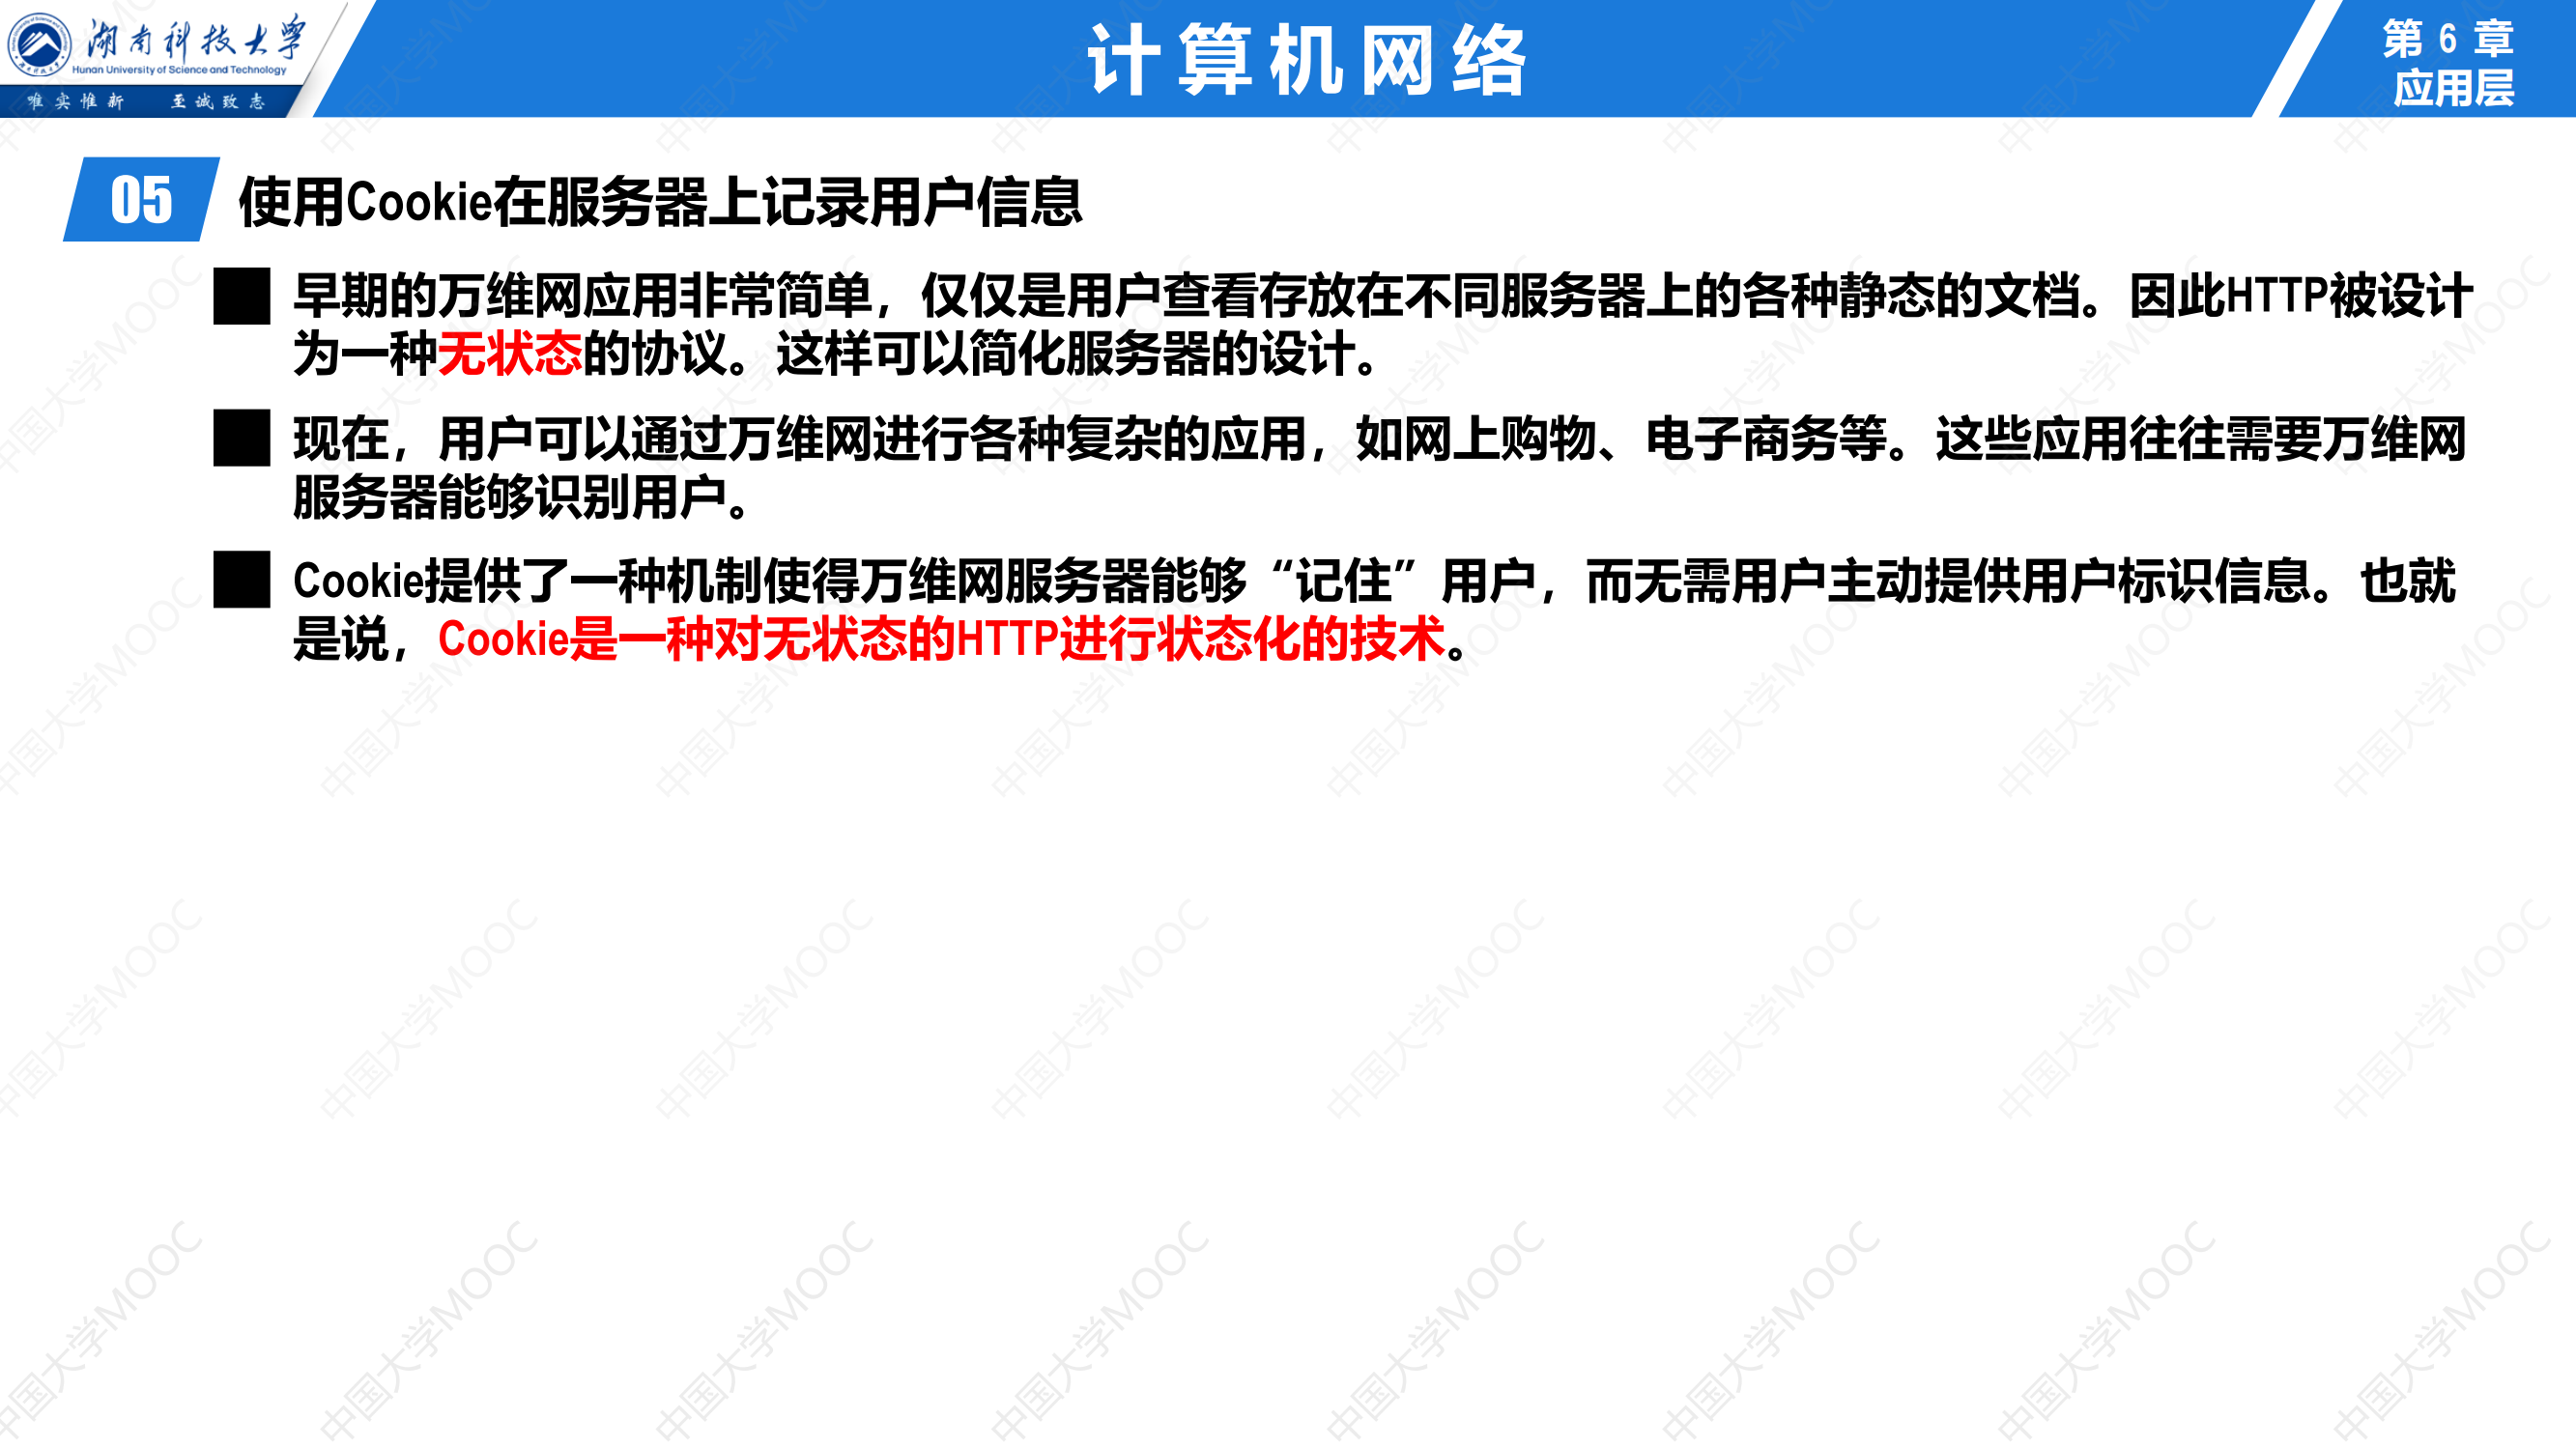 湖南科技大学
Hunan University of Science and Technology
唯实惟新 至诚致志
计算机网络
第 6 章
应用层
05 使用Cookie在服务器上记录用户信息
早期的万维网应用非常简单，仅仅是用户查看存放在不同服务器上的各种静态的文档。因此HTTP被设计
为一种无状态的协议。这样可以简化服务器的设计。
现在，用户可以通过万维网进行各种复杂的应用，如网上购物、电子商务等。这些应用往往需要万维网
服务器能够识别用户。
Cookie提供了一种机制使得万维网服务器能够“记住”用户，而无需用户主动提供用户标识信息。也就
是说，Cookie是一种对无状态的HTTP进行状态化的技术。
中国大学MOOC